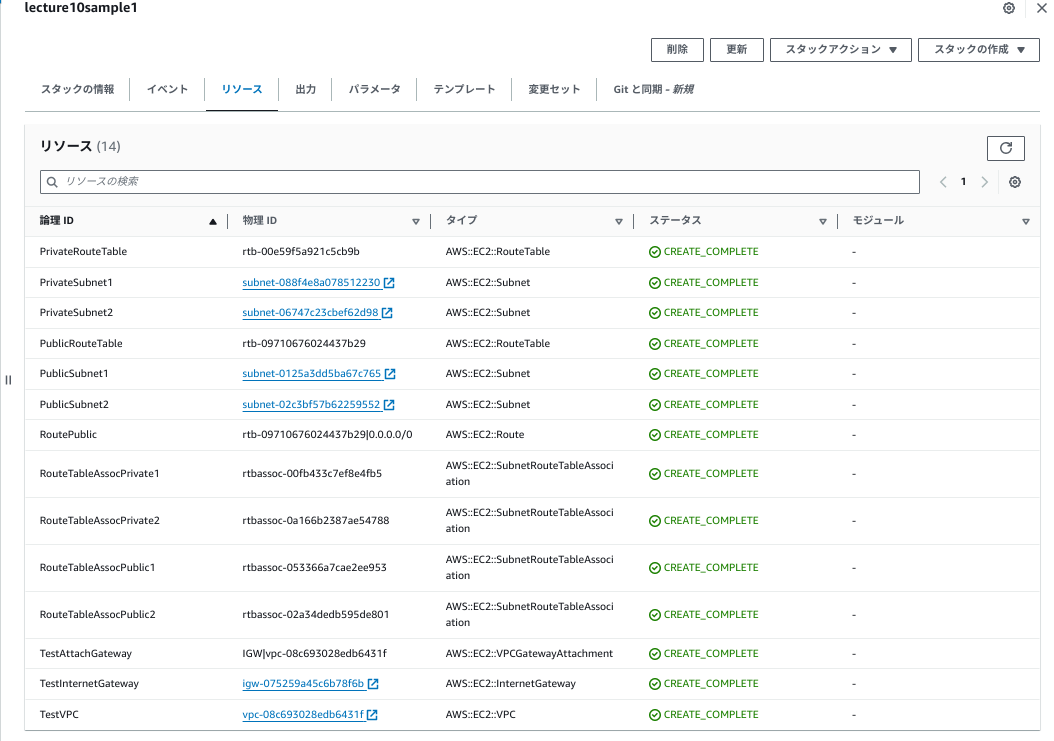 lecture10sample1
削除 更新 スタックアクション スタックの作成
スタックの情報 イベント リソース 出力 パラメータ テンプレート 変更セット Git と同期 - 新規
リソース (14)
リソースの検索 1
論理 ID 物理 ID タイプ ステータス モジュール
PrivateRouteTable rtb-00e59f5a921c5cb9b AWS::EC2::RouteTable CREATE_COMPLETE -
PrivateSubnet1 subnet-088f4e8a078512230 AWS::EC2::Subnet CREATE_COMPLETE -
PrivateSubnet2 subnet-06747c23cbef62d98 AWS::EC2::Subnet CREATE_COMPLETE -
PublicRouteTable rtb-09710676024437b29 AWS::EC2::RouteTable CREATE_COMPLETE -
PublicSubnet1 subnet-0125a3dd5ba67c765 AWS::EC2::Subnet CREATE_COMPLETE -
PublicSubnet2 subnet-02c3bf57b62259552 AWS::EC2::Subnet CREATE_COMPLETE -
RoutePublic rtb-09710676024437b29|0.0.0.0/0 AWS::EC2::Route CREATE_COMPLETE -
RouteTableAssocPrivate1 rtbassoc-00fb433c7ef8e4fb5 AWS::EC2::SubnetRouteTableAssoci CREATE_COMPLETE -
ation
RouteTableAssocPrivate2 rtbassoc-0a166b2387ae54788 AWS::EC2::SubnetRouteTableAssoci CREATE_COMPLETE -
ation
RouteTableAssocPublic1 rtbassoc-053366a7cae2ee953 AWS::EC2::SubnetRouteTableAssoci CREATE_COMPLETE -
ation
RouteTableAssocPublic2 rtbassoc-02a34dedb595de801 AWS::EC2::SubnetRouteTableAssoci CREATE_COMPLETE -
ation
TestAttachGateway IGW|vpc-08c693028edb6431f AWS::EC2::VPCGatewayAttachment CREATE_COMPLETE -
TestInternetGateway igw-075259a45c6b78f6b AWS::EC2::InternetGateway CREATE_COMPLETE -
TestVPC vpc-08c693028edb6431f AWS::EC2::VPC CREATE_COMPLETE -